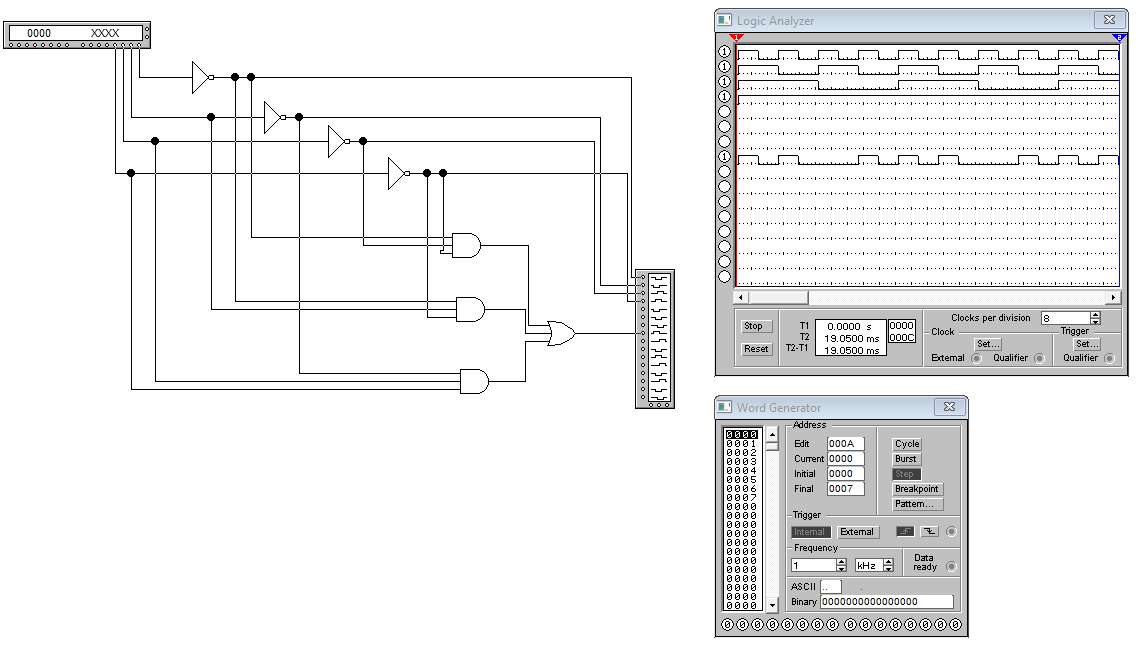 0000 XXXX
Logic Analyzer
1 2
1
1
1
1
1
Stop
Reset
T1 0.0000 s 0000
T2 19.0500 ms 000C
T2-T1 19.0500 ms
Clocks per division 8
Clock
Trigger
Set...
Set...
External Qualifier
Qualifier
Word Generator
0000
0001
0002
0003
0004
0005
0006
0007
0000
0000
0000
0000
0000
0000
0000
0000
0000
0000
0000
0000
Address
Edit 000A
Current 0000
Initial 0000
Final 0007
Cycle
Burst
Step
Breakpoint
Pattern...
Trigger
Internal External
Frequency
1 kHz
Data
ready
ASCII .. .
Binary 0000000000000000
0 0 0 0 0 0 0 0 0 0 0 0 0 0 0 0